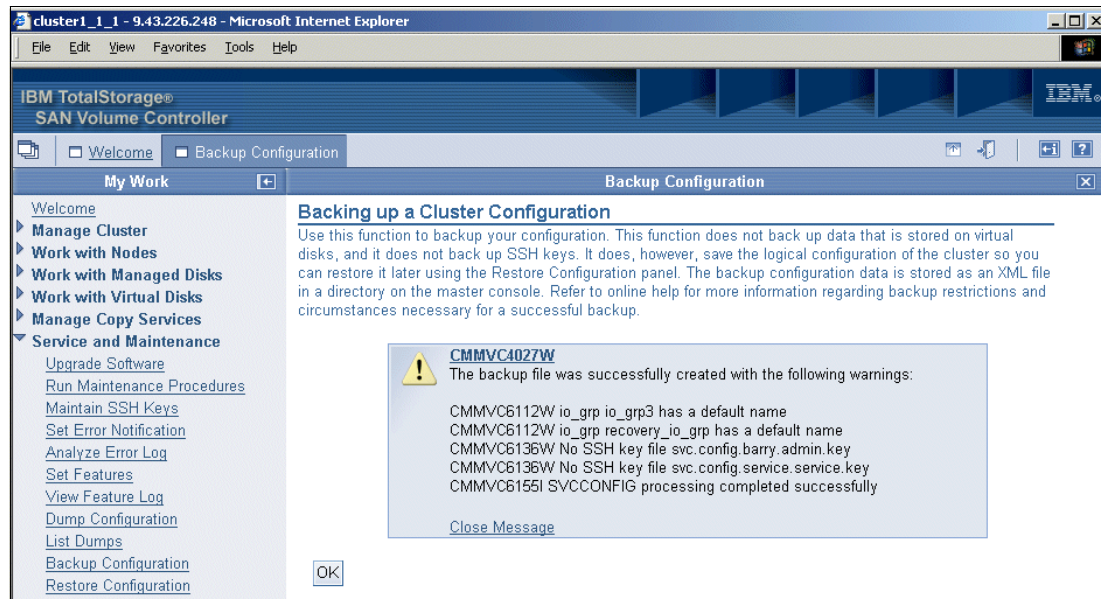 cluster1_1_1 - 9.43.226.248 - Microsoft Internet Explorer
File Edit View Favorites Tools Help
IBM TotalStorage®
SAN Volume Controller
IBM®
Welcome
Backup Configuration
My Work
Backup Configuration
Welcome
Manage Cluster
Work with Nodes
Work with Managed Disks
Work with Virtual Disks
Manage Copy Services
Service and Maintenance
Upgrade Software
Run Maintenance Procedures
Maintain SSH Keys
Set Error Notification
Analyze Error Log
Set Features
View Feature Log
Dump Configuration
List Dumps
Backup Configuration
Restore Configuration
Backing up a Cluster Configuration
Use this function to backup your configuration. This function does not back up data that is stored on virtual
disks, and it does not back up SSH keys. It does, however, save the logical configuration of the cluster so you
can restore it later using the Restore Configuration panel. The backup configuration data is stored as an XML file
in a directory on the master console. Refer to online help for more information regarding backup restrictions and
circumstances necessary for a successful backup.
CMMVC4027W
The backup file was successfully created with the following warnings:
CMMVC6112W io_grp io_grp3 has a default name
CMMVC6112W io_grp recovery_io_grp has a default name
CMMVC6136W No SSH key file svc.config.barry.admin.key
CMMVC6136W No SSH key file svc.config.service.service.key
CMMVC6155I SVCCONFIG processing completed successfully
Close Message
OK